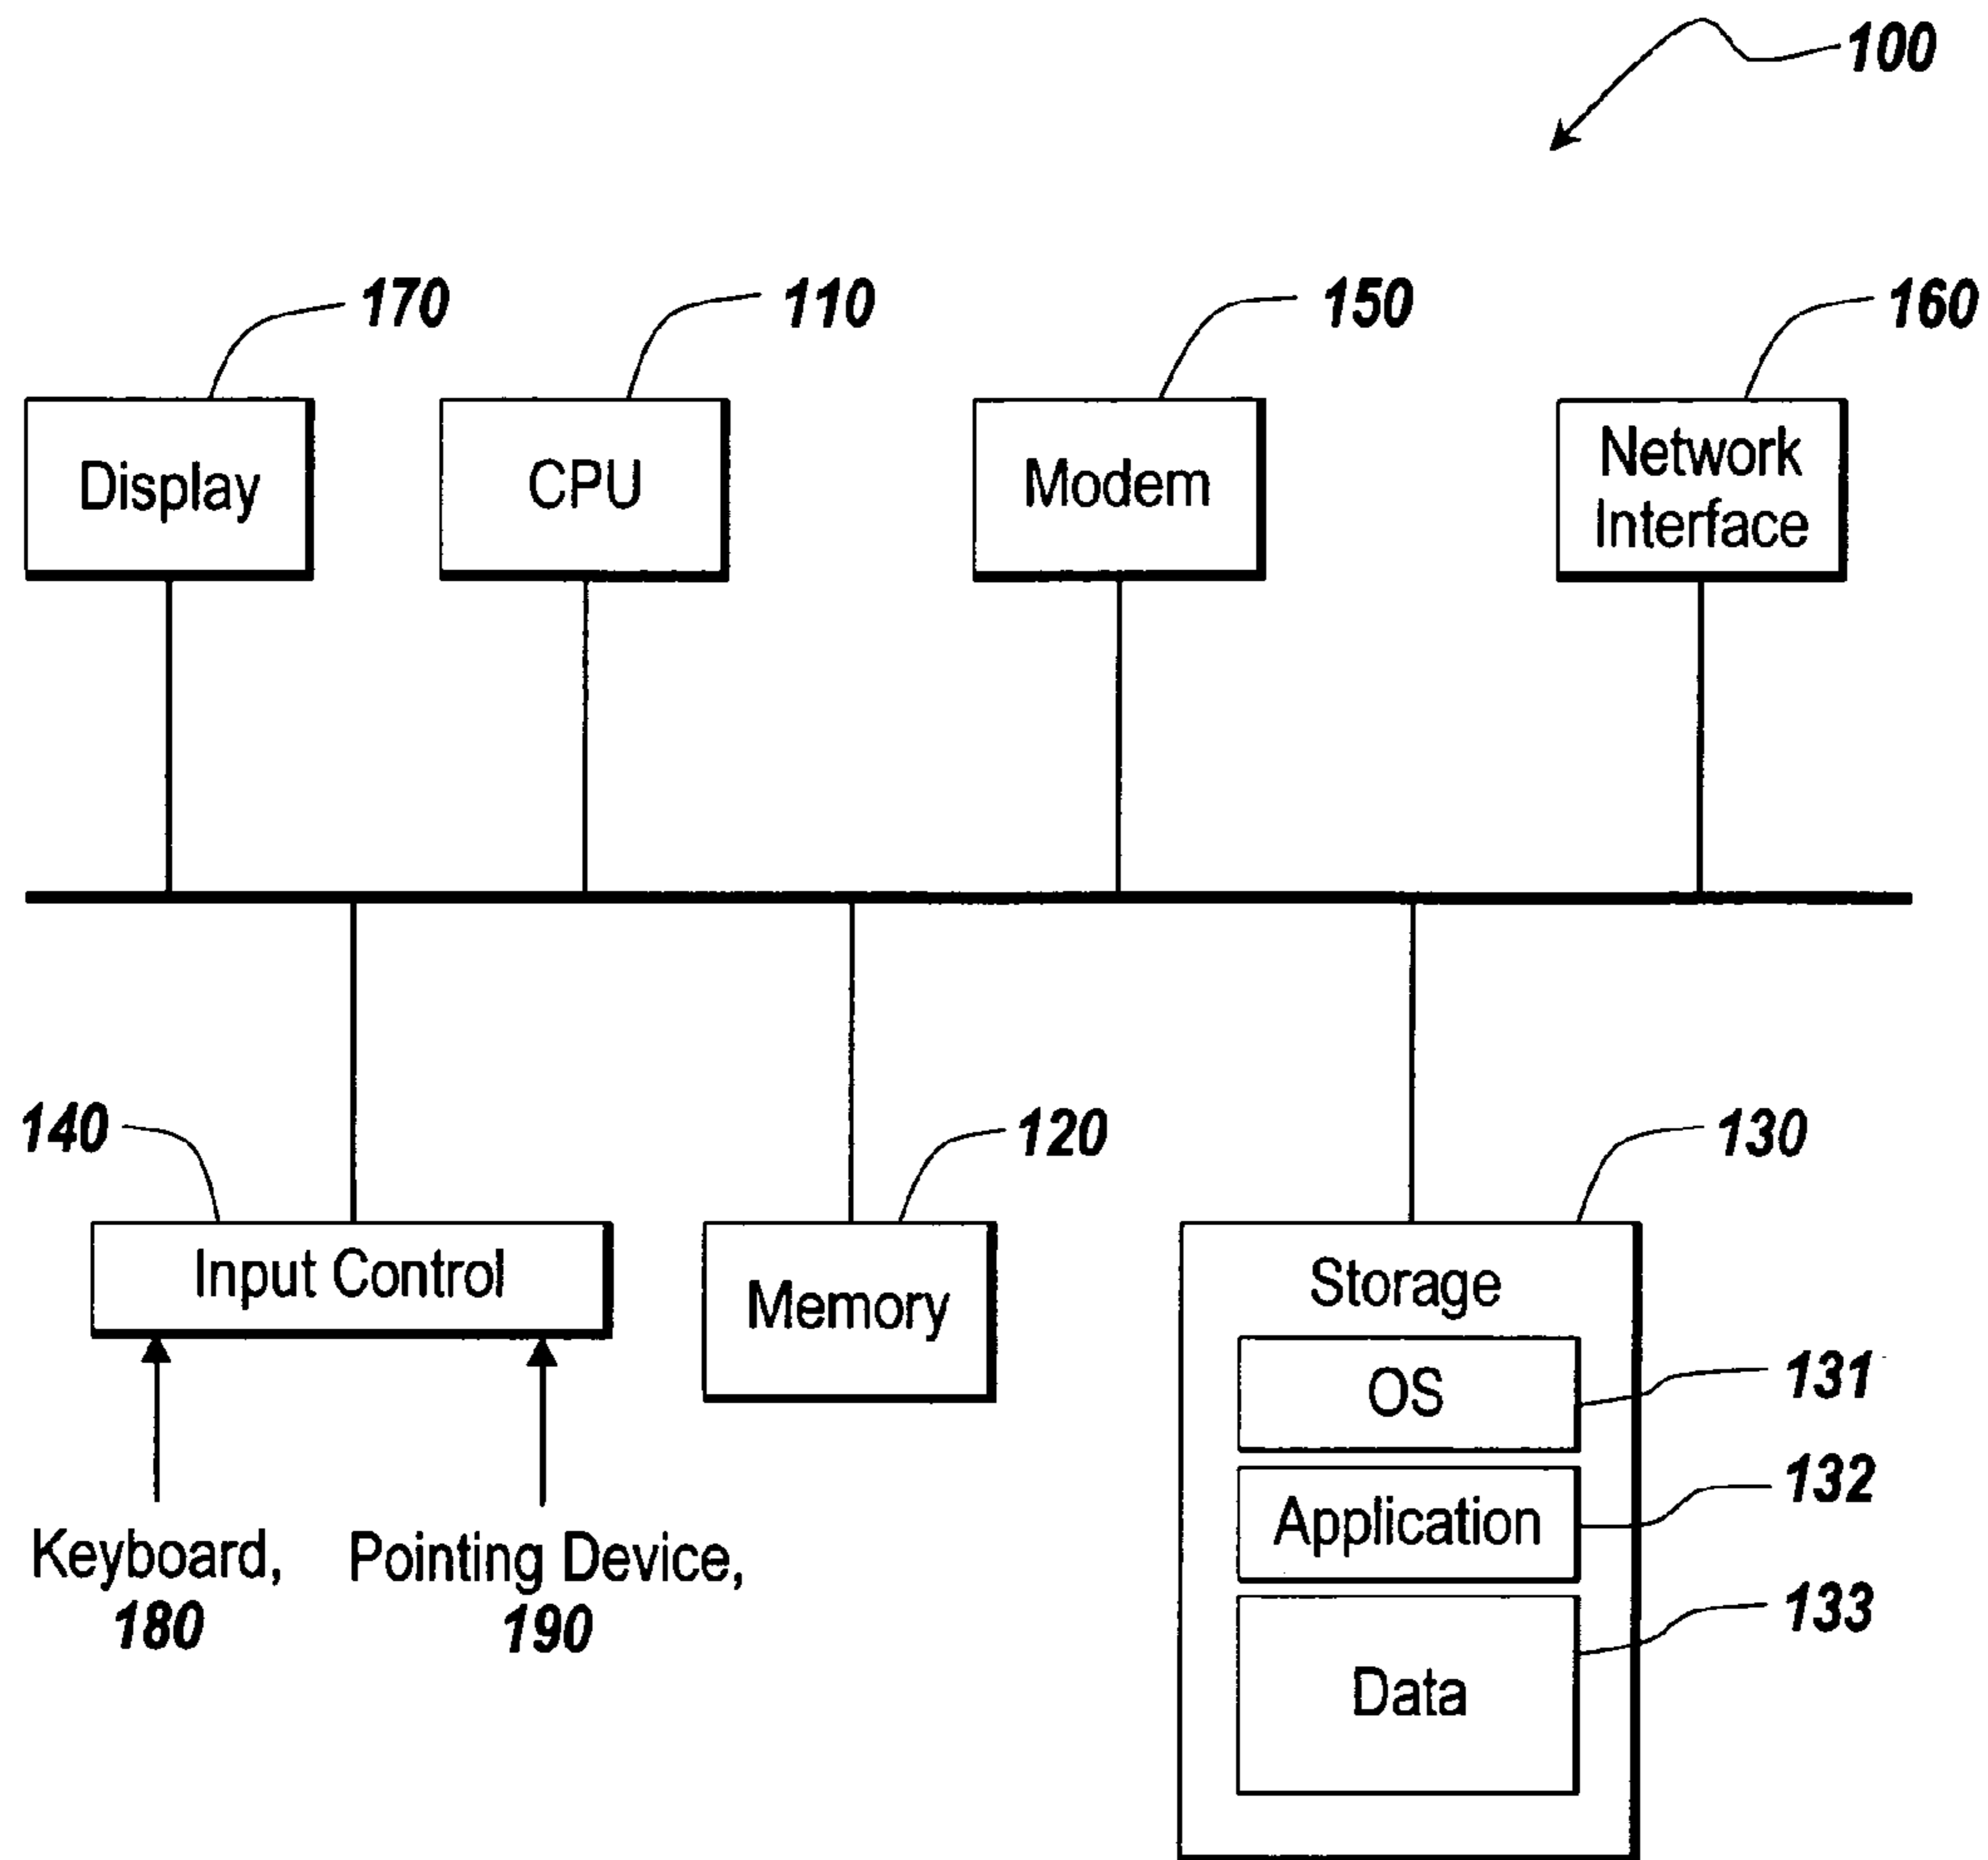 100
170
110
150
160
Display
CPU
Modem
Network
Interface
140
120
130
Input Control
Memory
Storage
OS
131
Application
132
Data
133
Keyboard,
180
Pointing Device,
190